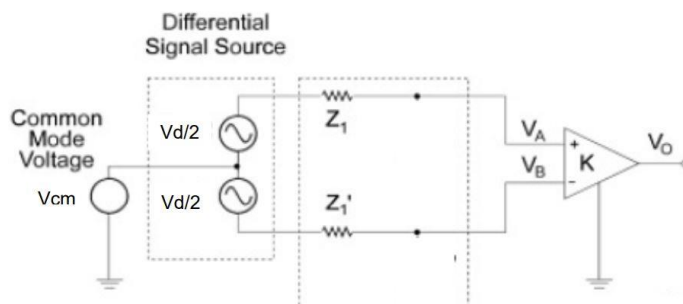 Differential
Signal Source
Common
Mode
Voltage
Vcm
Vd/2
Vd/2
Z1
Z1'
VA
VB
+
-
K
VO